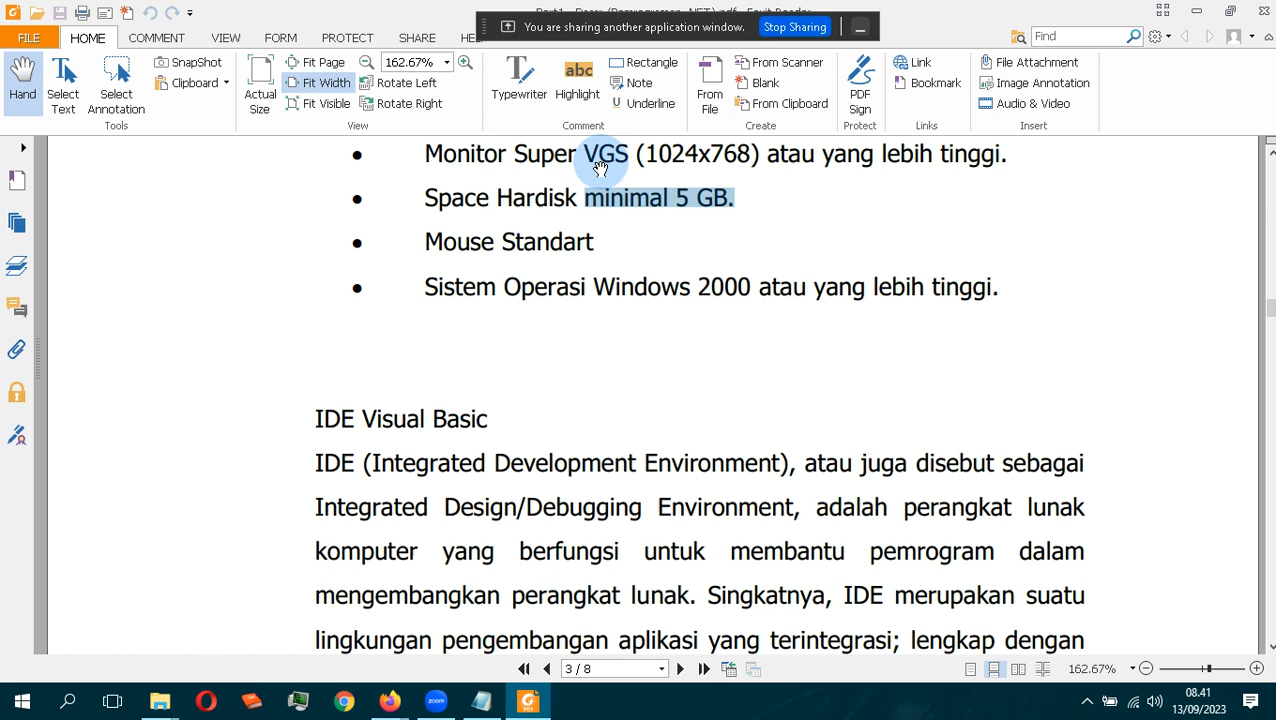 You are sharing another application window. Stop Sharing
FILE HOME COMMENT VIEW FORM PROTECT SHARE Find
Hand
Select Text
Select Annotation
SnapShot
Clipboard
Tools
Actual Size
Fit Page
Fit Width
Fit Visible
162.67%
Rotate Left
Rotate Right
View
Typewriter
Highlight
Rectangle
Note
Underline
Comment
From File
From Scanner
Blank
From Clipboard
Create
PDF Sign
Protect
Link
Bookmark
Links
File Attachment
Image Annotation
Audio & Video
Insert
• Monitor Super VGS (1024x768) atau yang lebih tinggi.
• Space Hardisk minimal 5 GB.
• Mouse Standart
• Sistem Operasi Windows 2000 atau yang lebih tinggi.
IDE Visual Basic
IDE (Integrated Development Environment), atau juga disebut sebagai
Integrated Design/Debugging Environment, adalah perangkat lunak
komputer yang berfungsi untuk membantu pemrogram dalam
mengembangkan perangkat lunak. Singkatnya, IDE merupakan suatu
lingkungan pengembangan aplikasi yang terintegrasi; lengkap dengan
3 / 8
162.67%
zoom
08.41
13/09/2023